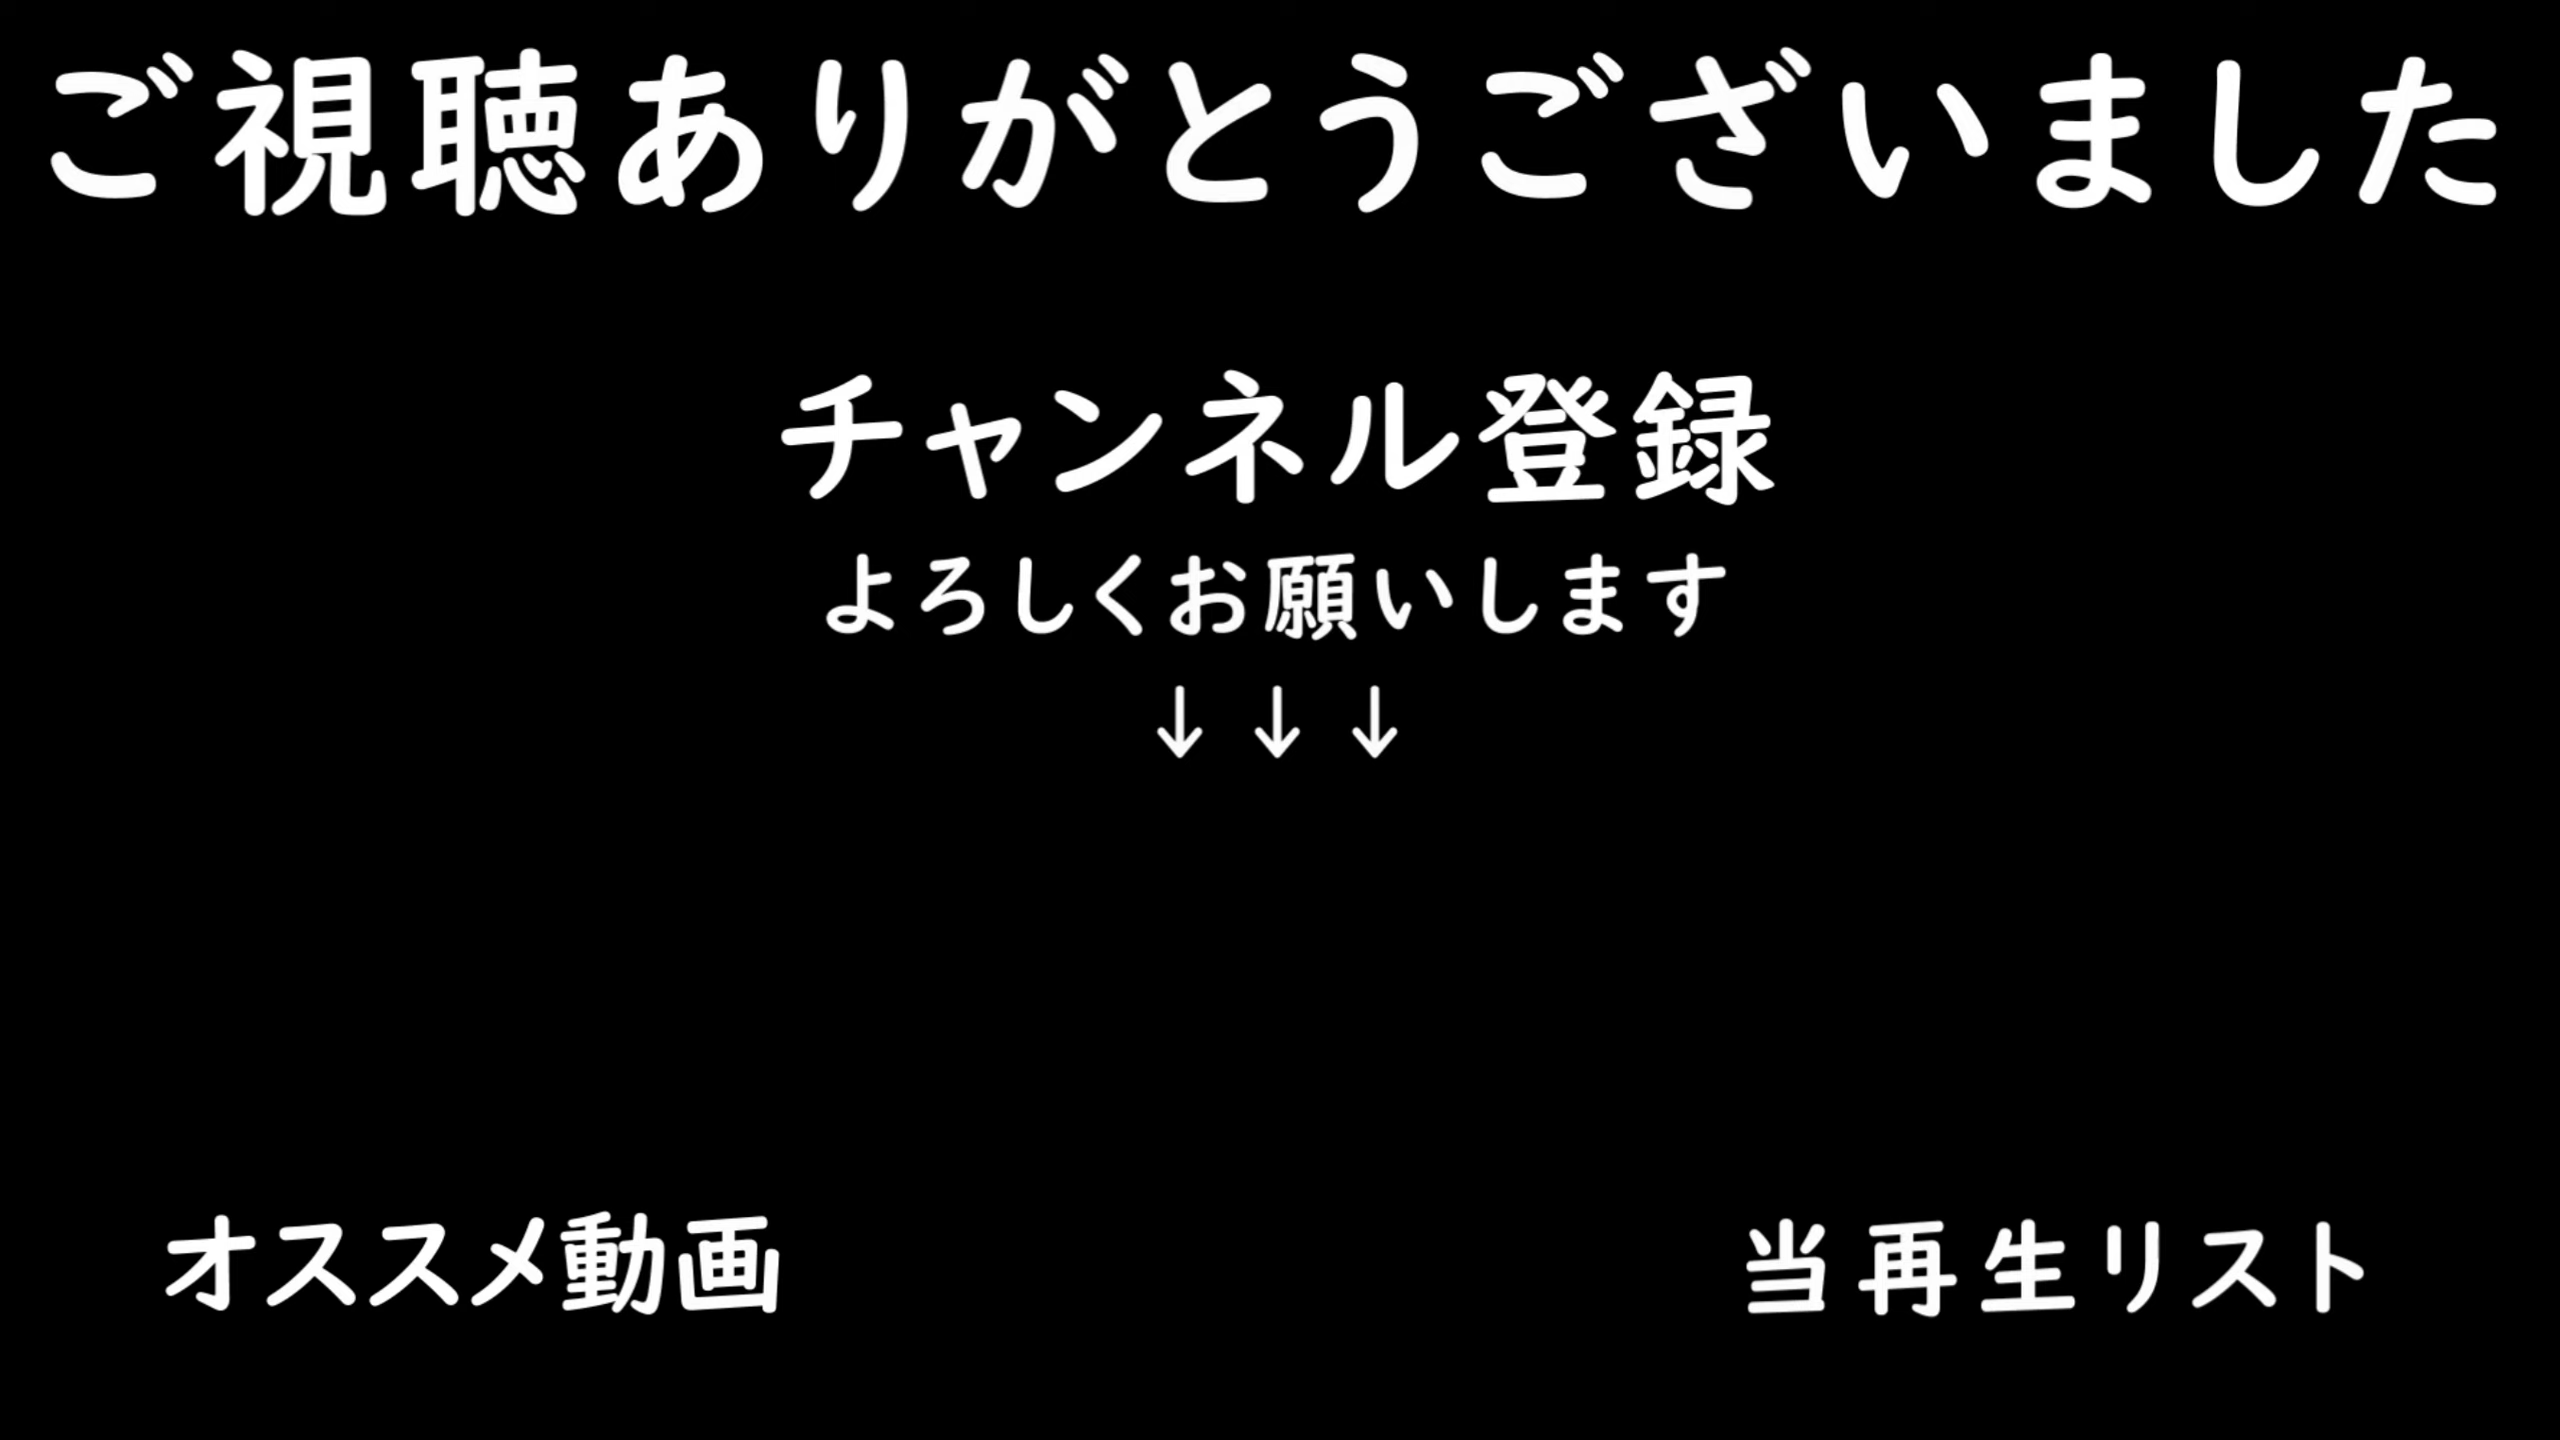 ご視聴ありがとうございました
チャンネル登録
よろしくお願いします
↓ ↓ ↓
オススメ動画
当再生リスト